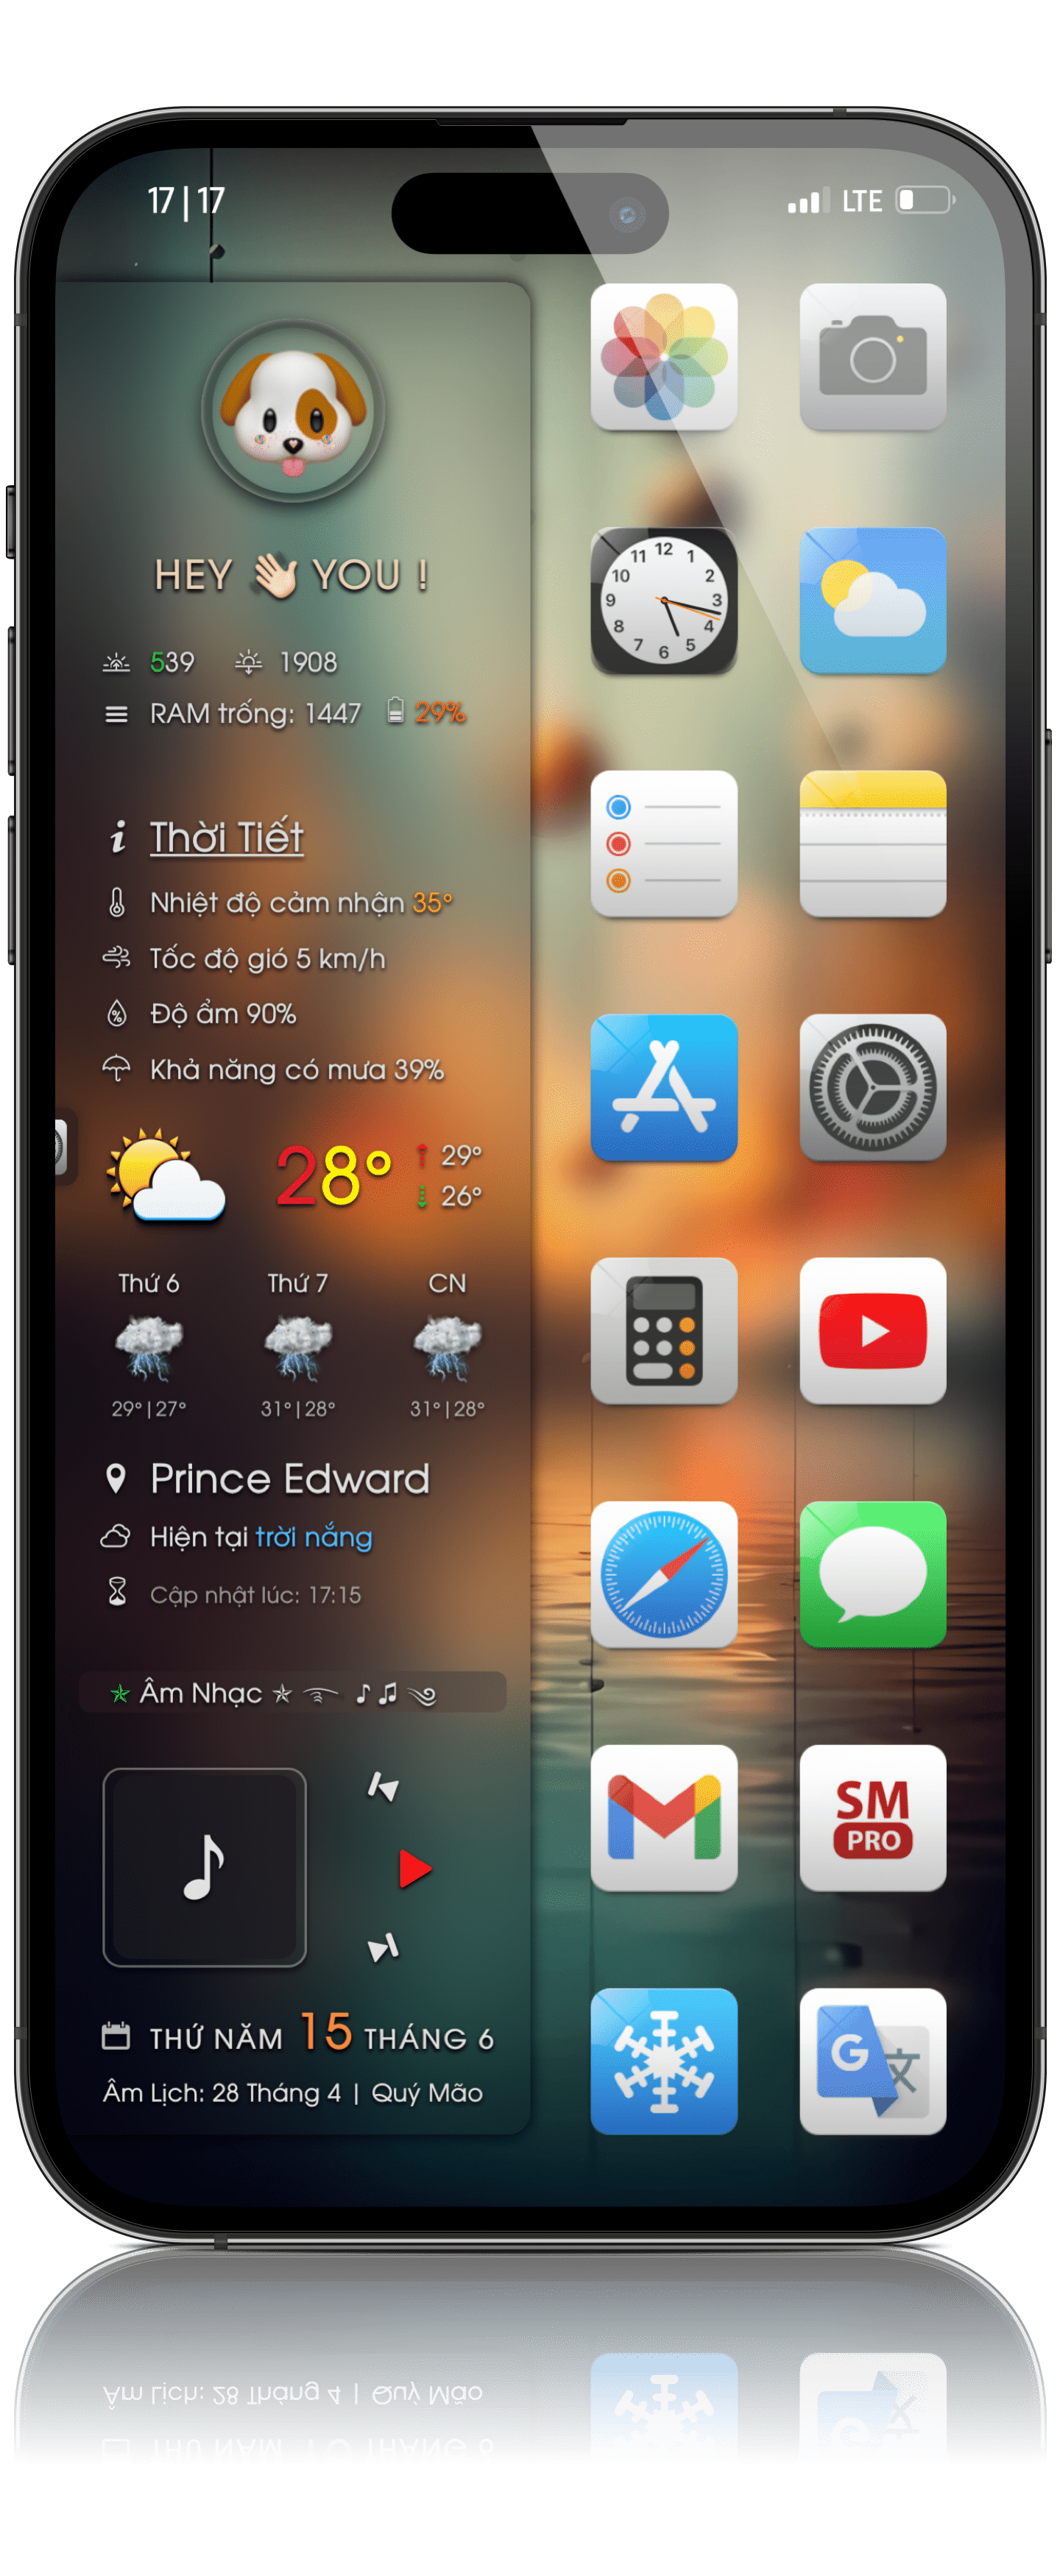 17 | 17
LTE
HEY 👋🏻 YOU !
539 1908
RAM trống: 1447 29%
Thời Tiết
Nhiệt độ cảm nhận 35°
Tốc độ gió 5 km/h
Độ ẩm 90%
Khả năng có mưa 39%
28° 29°
26°
Thứ 6 Thứ 7 CN
29°|27° 31°|28° 31°|28°
Prince Edward
Hiện tại trời nắng
Cập nhật lúc: 17:15
Âm Nhạc
THỨ NĂM 15 THÁNG 6
Âm Lịch: 28 Tháng 4 | Quý Mão
12
11 1
10 2
9 3
8 4
7 5
6
SM
PRO
G 文